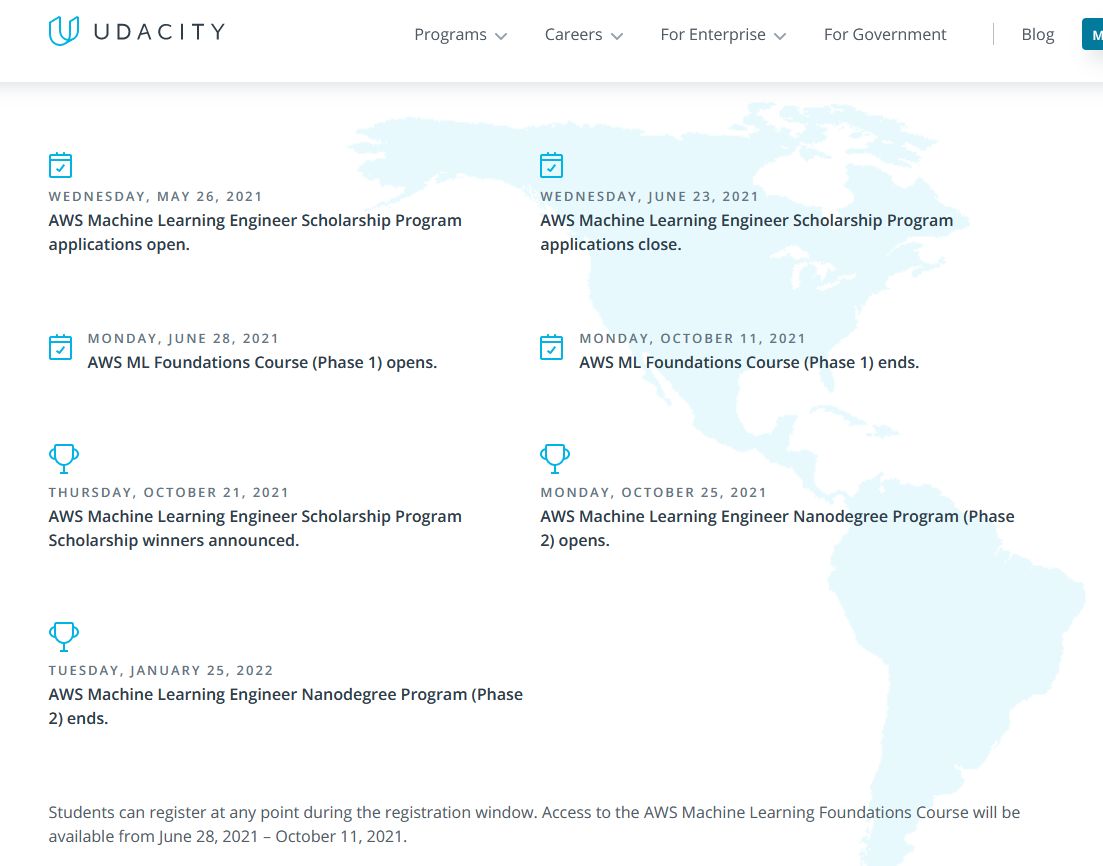 UDACITY
Programs
Careers
For Enterprise
For Government
Blog
M
WEDNESDAY, MAY 26, 2021
AWS Machine Learning Engineer Scholarship Program
applications open.
WEDNESDAY, JUNE 23, 2021
AWS Machine Learning Engineer Scholarship Program
applications close.
MONDAY, JUNE 28, 2021
AWS ML Foundations Course (Phase 1) opens.
MONDAY, OCTOBER 11, 2021
AWS ML Foundations Course (Phase 1) ends.
THURSDAY, OCTOBER 21, 2021
AWS Machine Learning Engineer Scholarship Program
Scholarship winners announced.
MONDAY, OCTOBER 25, 2021
AWS Machine Learning Engineer Nanodegree Program (Phase
2) opens.
TUESDAY, JANUARY 25, 2022
AWS Machine Learning Engineer Nanodegree Program (Phase
2) ends.
Students can register at any point during the registration window. Access to the AWS Machine Learning Foundations Course will be
available from June 28, 2021 – October 11, 2021.